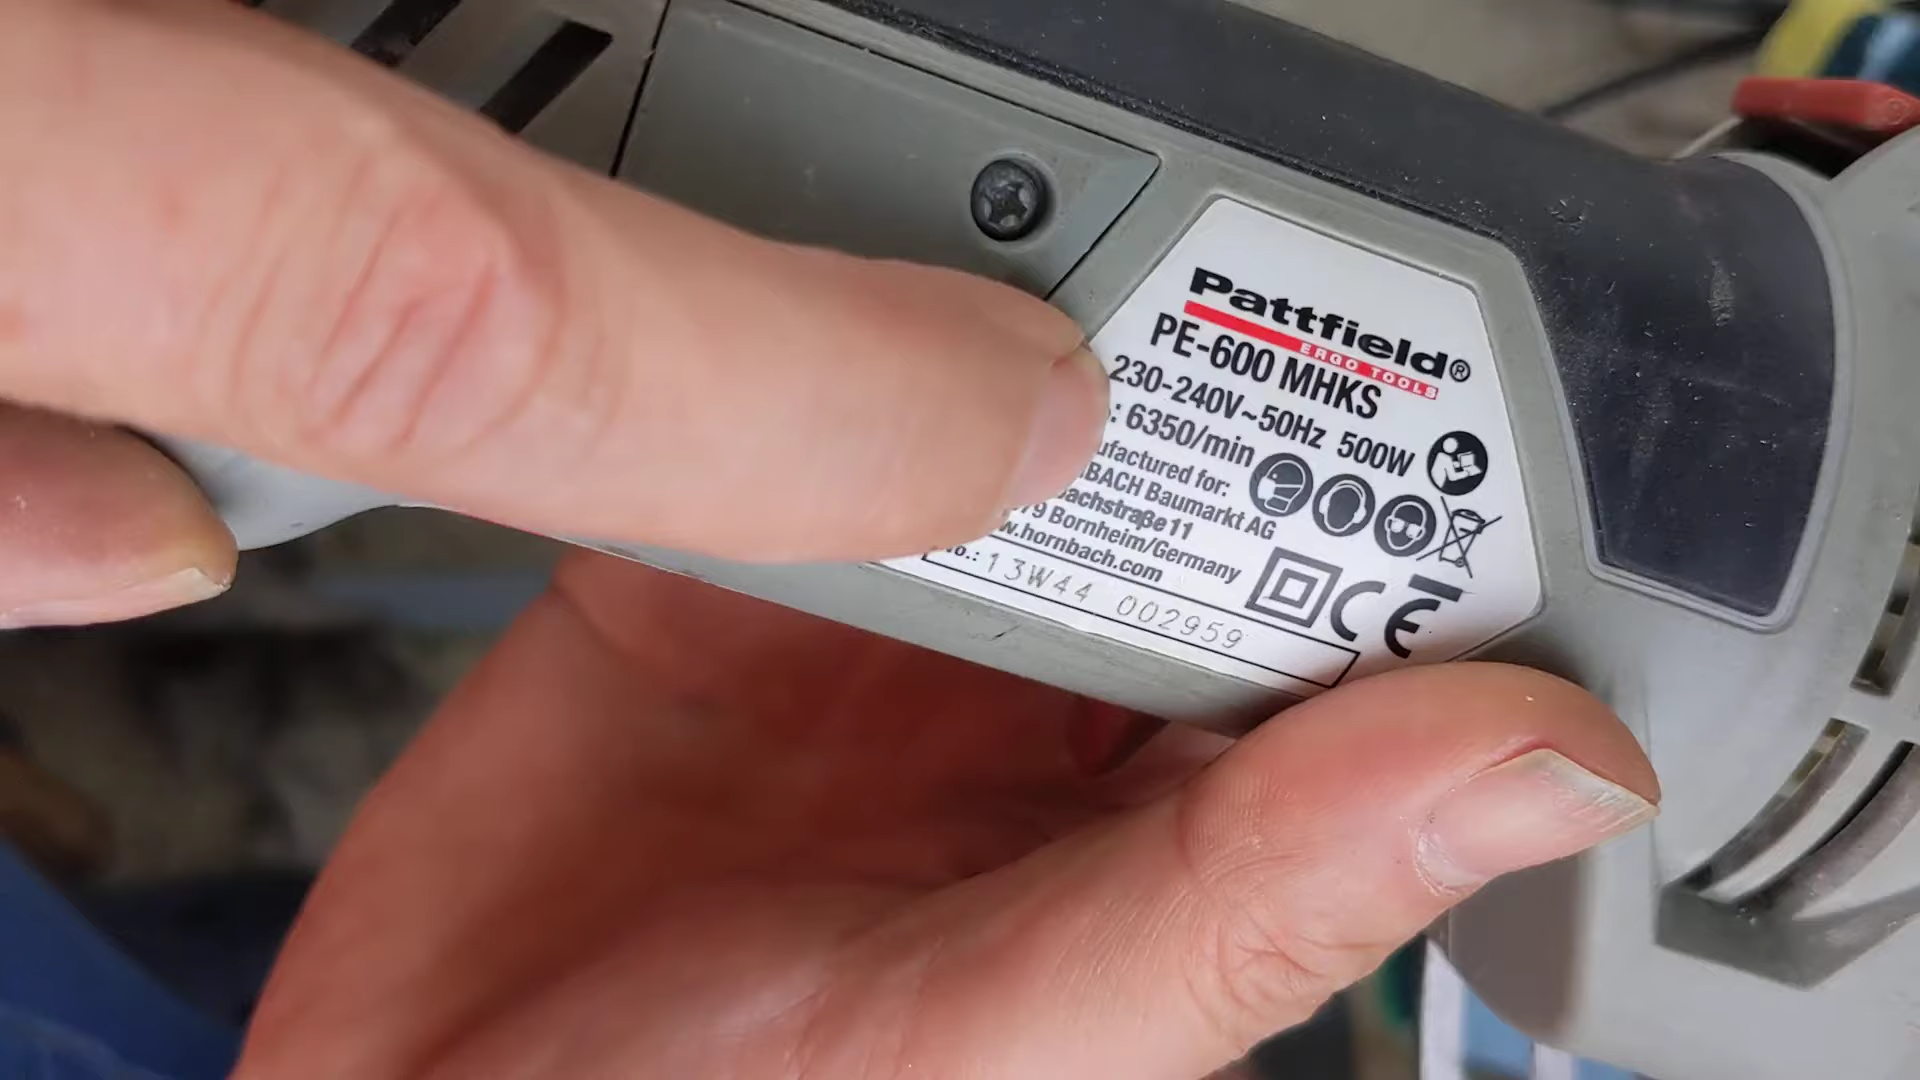 Pattfield®
ERGO TOOLS
PE-600 MHKS
230-240V~50Hz 500W
: 6350/min
ufactured for:
BACH Baumarkt AG
bachstraße 11
79 Bornheim/Germany
w.hornbach.com
o.: 13W44 002959
CE